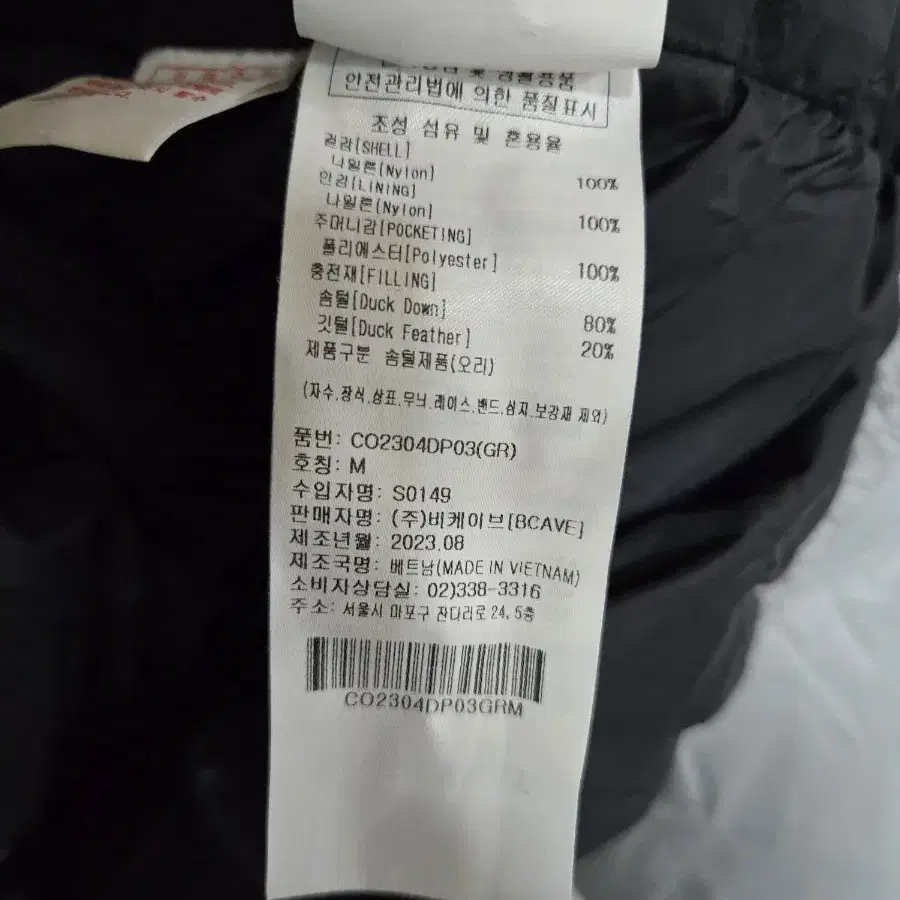 및 생활용품
안전관리법에 의한 품질표시
조성 섬유 및 혼용율
겉감[SHELL]
나일론(Nylon) 100%
안감[LINING]
나일론(Nylon) 100%
주머니감[POCKETING]
폴리에스터[Polyester] 100%
충전재[FILLING]
솜털[Duck Down] 80%
깃털[Duck Feather] 20%
제품구분 솜털제품(오리)
(자수,장식,상표,무늬,레이스,밴드,심지,보강재 제외)
품번: CO2304DP03(GR)
호칭: M
수입자명: S0149
판매자명: (주)비케이브[BCAVE]
제조년월: 2023.08
제조국명: 베트남(MADE IN VIETNAM)
소비자상담실: 02)338-3316
주소: 서울시 마포구 잔다리로 24, 5층
CO2304DP03GRM